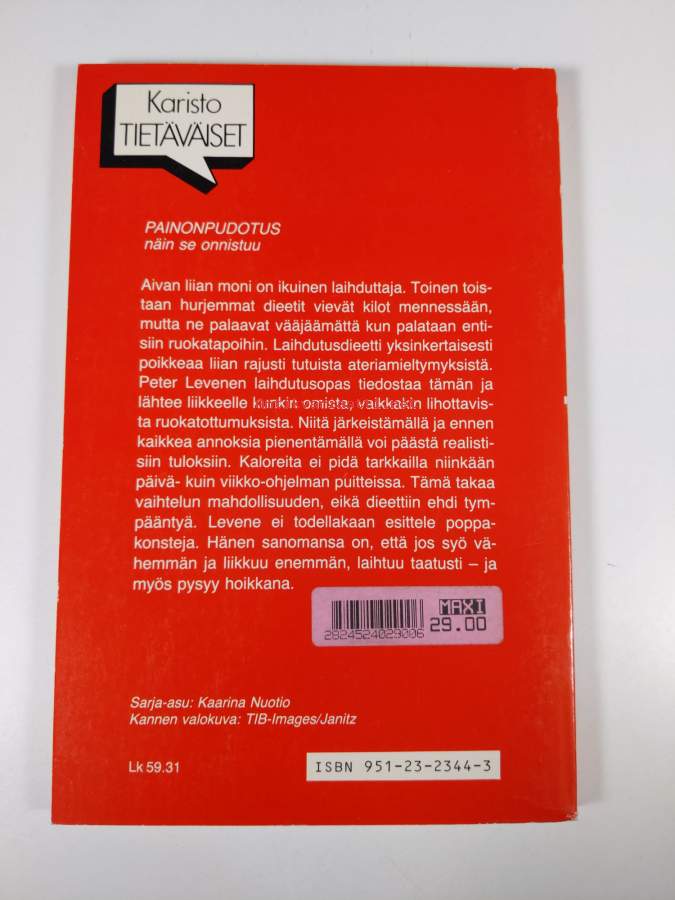 Karisto
TIETÄVÄISET
PAINONPUDOTUS
näin se onnistuu
Aivan liian moni on ikuinen laihduttaja. Toinen tois-
taan hurjemmat dieetit vievät kilot mennessään,
mutta ne palaavat vääjäämättä kun palataan enti-
siin ruokatapoihin. Laihdutusdieetti yksinkertaisesti
poikkeaa liian rajusti tutuista ateriamieltymyksistä.
Peter Levenen laihdutusopas tiedostaa tämän ja
lähtee liikkeelle kunkin omista, vaikkakin lihottavis-
ta ruokatottumuksista. Niitä järkeistämällä ja ennen
kaikkea annoksia pienentämällä voi päästä realisti-
siin tuloksiin. Kaloreita ei pidä tarkkailla niinkään
päivä- kuin viikko-ohjelman puitteissa. Tämä takaa
vaihtelun mahdollisuuden, eikä dieettiin ehdi tym-
pääntyä. Levene ei todellakaan esittele poppa-
konsteja. Hänen sanomansa on, että jos syö vä-
hemmän ja liikkuu enemmän, laihtuu taatusti – ja
myös pysyy hoikkana.
MAXI
2824524029006 29.00
Sarja-asu: Kaarina Nuotio
Kannen valokuva: TIB-Images/Janitz
Lk 59.31
ISBN 951-23-2344-3